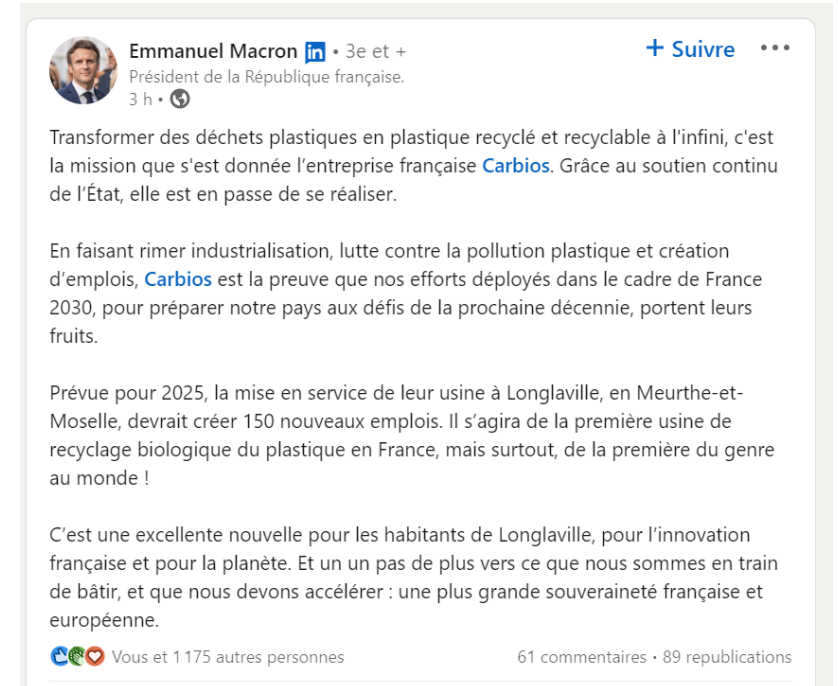 Emmanuel Macron in • 3e et +
+ Suivre •••
Président de la République française.
3 h •
Transformer des déchets plastiques en plastique recyclé et recyclable à l'infini, c'est
la mission que s'est donnée l’entreprise française Carbios. Grâce au soutien continu
de l’État, elle est en passe de se réaliser.
En faisant rimer industrialisation, lutte contre la pollution plastique et création
d’emplois, Carbios est la preuve que nos efforts déployés dans le cadre de France
2030, pour préparer notre pays aux défis de la prochaine décennie, portent leurs
fruits.
Prévue pour 2025, la mise en service de leur usine à Longlaville, en Meurthe-et-
Moselle, devrait créer 150 nouveaux emplois. Il s’agira de la première usine de
recyclage biologique du plastique en France, mais surtout, de la première du genre
au monde !
C’est une excellente nouvelle pour les habitants de Longlaville, pour l’innovation
française et pour la planète. Et un un pas de plus vers ce que nous sommes en train
de bâtir, et que nous devons accélérer : une plus grande souveraineté française et
européenne.
Vous et 1 175 autres personnes
61 commentaires • 89 republications